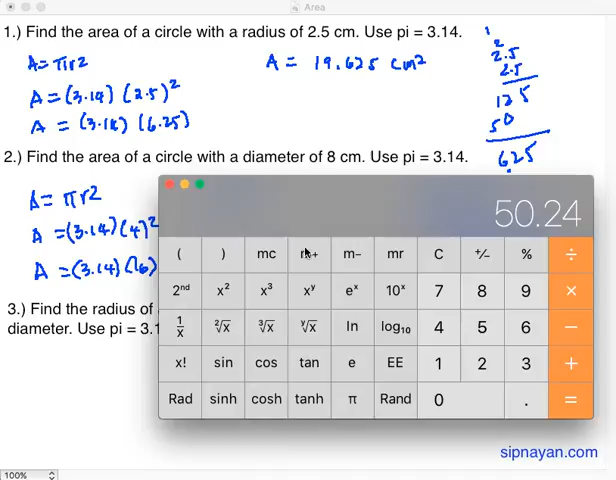 Area
1.) Find the area of a circle with a radius of 2.5 cm. Use pi = 3.14.
A = πr2
A = 19.625 cm2
A = (3.14) (2.5)2
A = (3.14) (6.25)
1
2
2.5
2.5
125
50
6.25
2.) Find the area of a circle with a diameter of 8 cm. Use pi = 3.14.
A = πr2
A = (3.14) (4)2
A = (3.14) (16)
50.24
( ) mc m+ m- mr C +/- % ÷
2nd x2 x3 xy ex 10x 7 8 9 ×
1/x 2√x 3√x y√x ln log10 4 5 6 −
x! sin cos tan e EE 1 2 3 +
Rad sinh cosh tanh π Rand 0 . =
3.) Find the radius of
diameter. Use pi = 3.1
sipnayan.com
100%